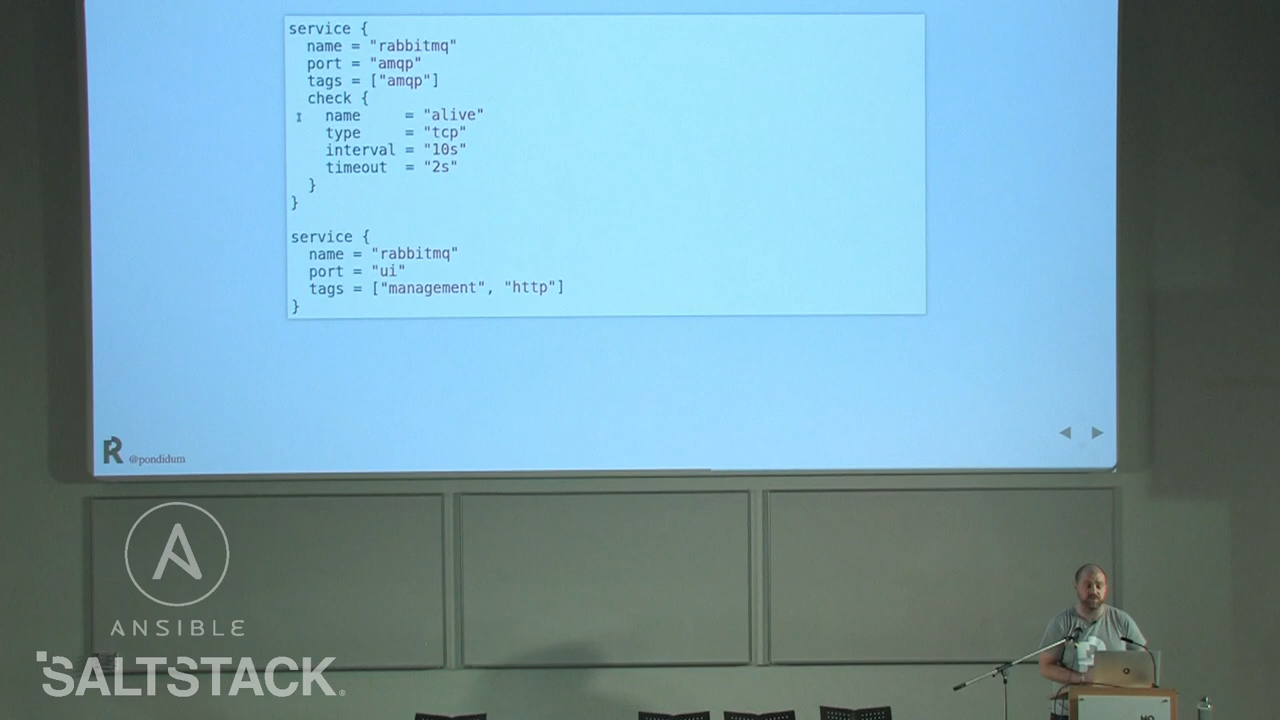 service {
  name = "rabbitmq"
  port = "amqp"
  tags = ["amqp"]
  check {
    name     = "alive"
    type     = "tcp"
    interval = "10s"
    timeout  = "2s"
  }
}
service {
  name = "rabbitmq"
  port = "ui"
  tags = ["management", "http"]
}
R @pondidum
ANSIBLE
SALTSTACK.